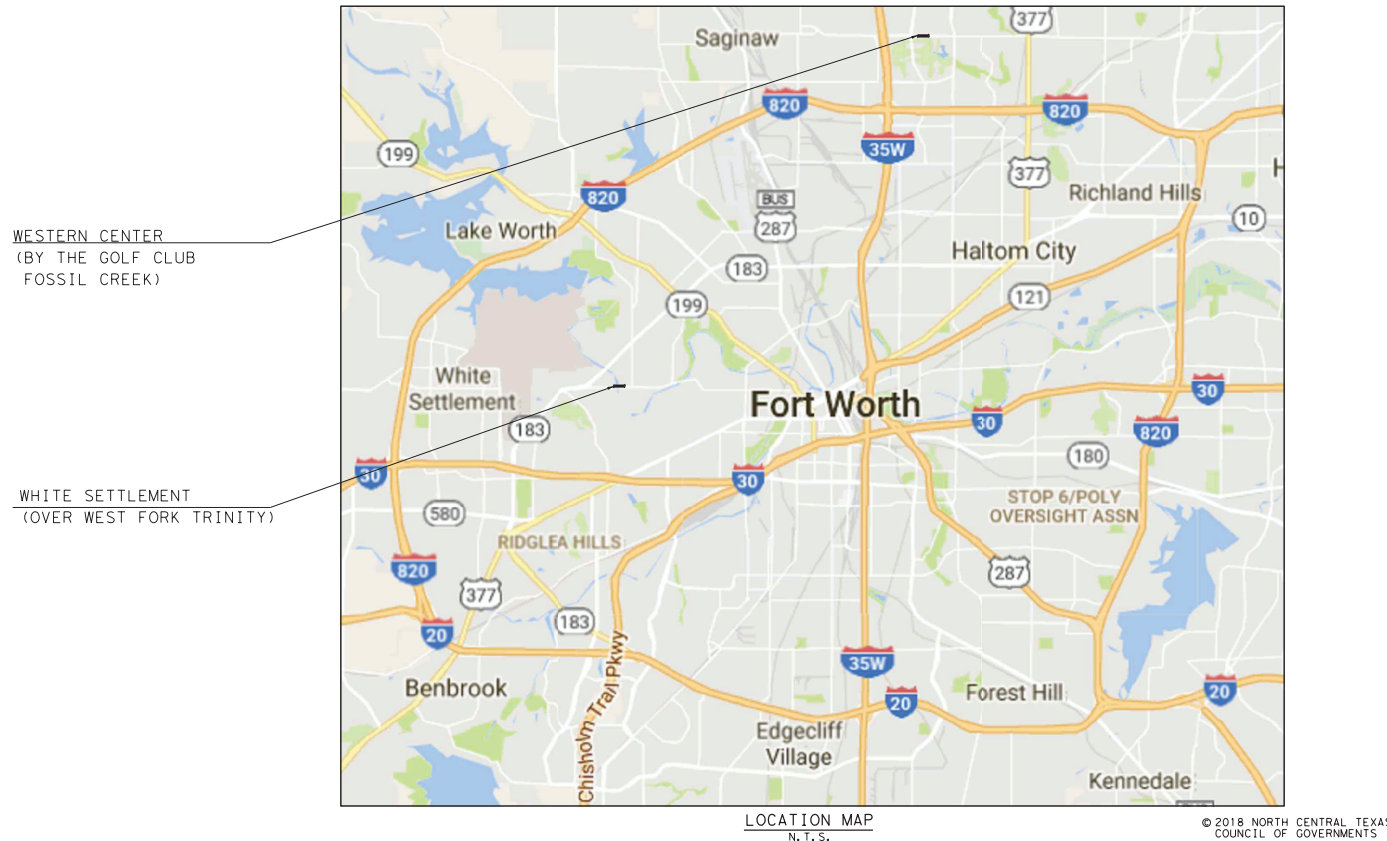 377
Saginaw
820
820
199
35W
377
Richland Hills
H
820
BUS
287
10
Lake Worth
WESTERN CENTER
(BY THE GOLF CLUB
FOSSIL CREEK)
Haltom City
183
121
199
White
Settlement
30
Fort Worth
30
183
820
180
30
30
WHITE SETTLEMENT
(OVER WEST FORK TRINITY)
580
STOP 6/POLY
OVERSIGHT ASSN
RIDGLEA HILLS
820
287
377
183
20
35W
Chisholm Trail Pkwy
Benbrook
20
Forest Hill
20
Edgecliff
Village
Kennedale
LOCATION MAP
N.T.S.
© 2018 NORTH CENTRAL TEXAS
COUNCIL OF GOVERNMENTS